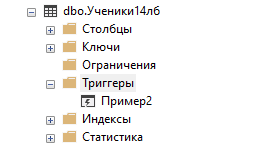 dbo.Ученики14лб
Столбцы
Ключи
Ограничения
Триггеры
Пример2
Индексы
Статистика